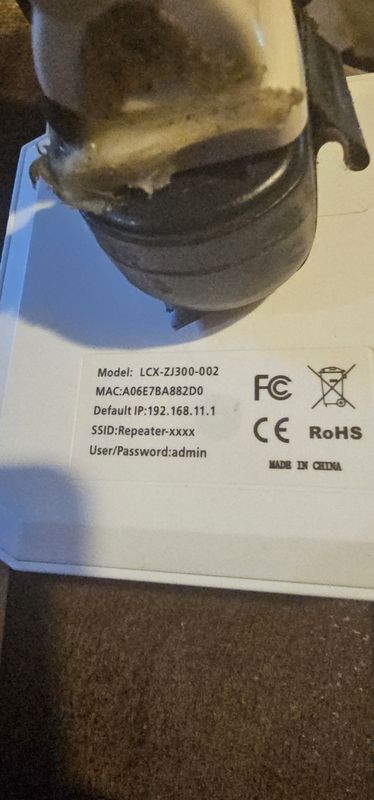 Model: LCX-ZJ300-002
MAC:A06E7BA882D0
Default IP:192.168.11.1
SSID:Repeater-xxxx
User/Password:admin
FC
CE RoHS
MADE IN CHINA